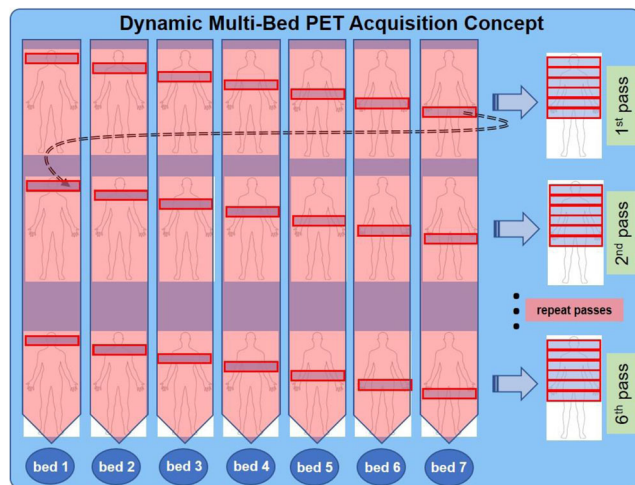 Dynamic Multi-Bed PET Acquisition Concept
1st pass
2nd pass
repeat passes
6th pass
bed 1
bed 2
bed 3
bed 4
bed 5
bed 6
bed 7